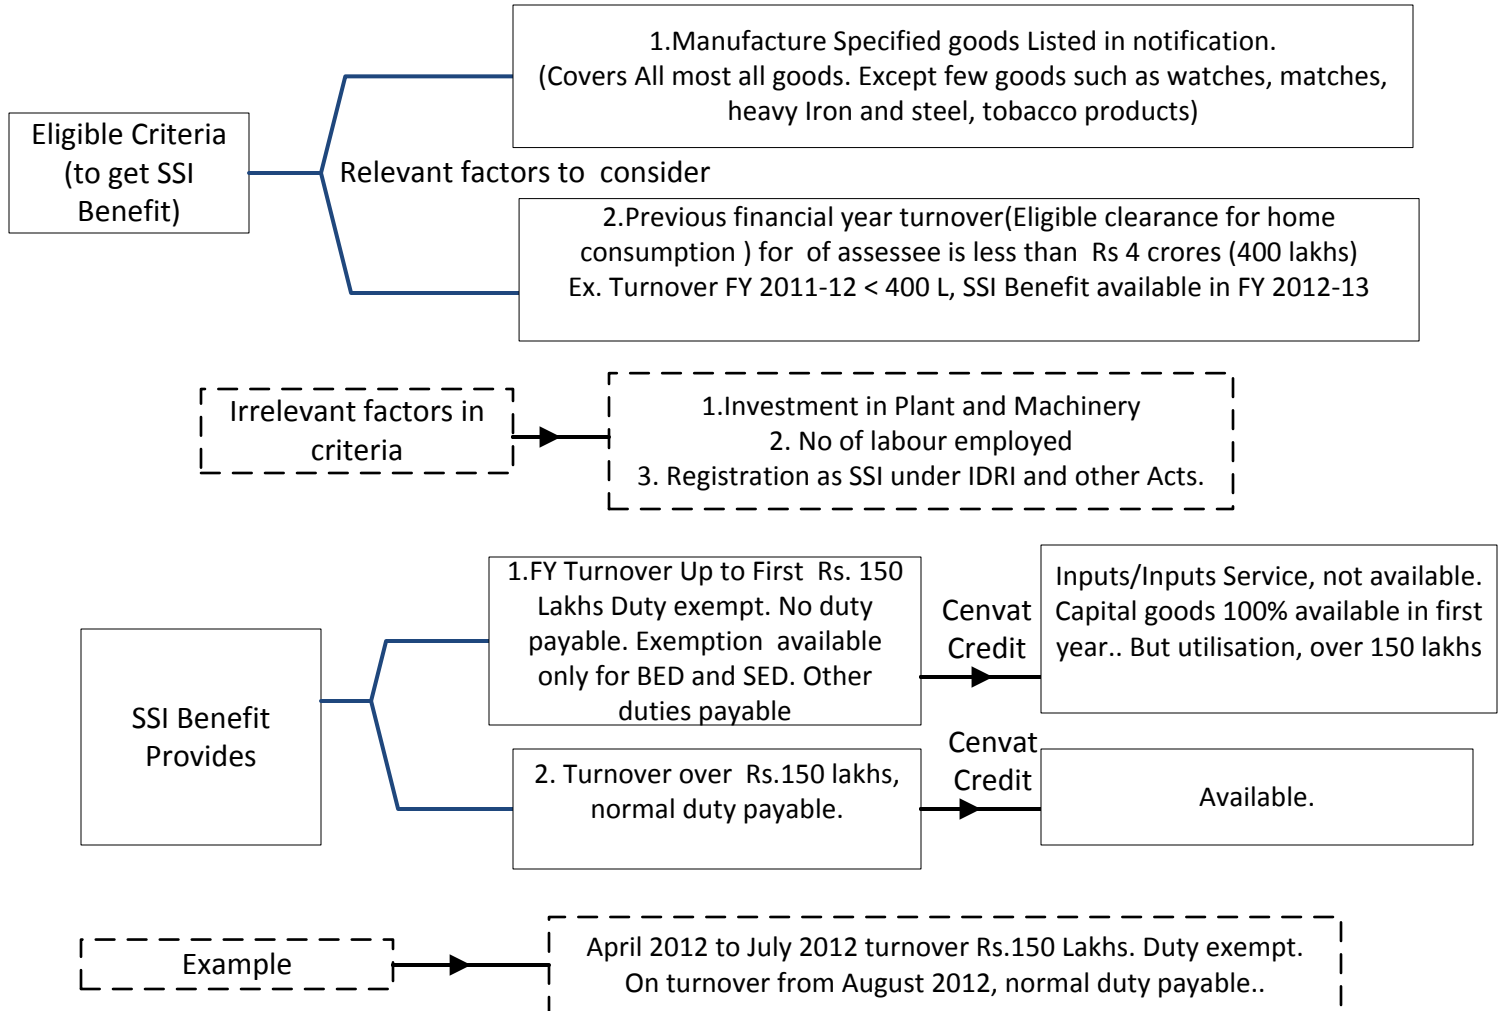 1.Manufacture Specified goods Listed in notification.
(Covers All most all goods. Except few goods such as watches, matches,
heavy Iron and steel, tobacco products)
Eligible Criteria
(to get SSI
Benefit)
Relevant factors to consider
2.Previous financial year turnover(Eligible clearance for home
consumption ) for of assessee is less than Rs 4 crores (400 lakhs)
Ex. Turnover FY 2011-12 < 400 L, SSI Benefit available in FY 2012-13
Irrelevant factors in
criteria
1.Investment in Plant and Machinery
2. No of labour employed
3. Registration as SSI under IDRI and other Acts.
SSI Benefit
Provides
1.FY Turnover Up to First Rs. 150
Lakhs Duty exempt. No duty
payable. Exemption available
only for BED and SED. Other
duties payable
Cenvat
Credit
Inputs/Inputs Service, not available.
Capital goods 100% available in first
year.. But utilisation, over 150 lakhs
2. Turnover over Rs.150 lakhs,
normal duty payable.
Cenvat
Credit
Available.
Example
April 2012 to July 2012 turnover Rs.150 Lakhs. Duty exempt.
On turnover from August 2012, normal duty payable..